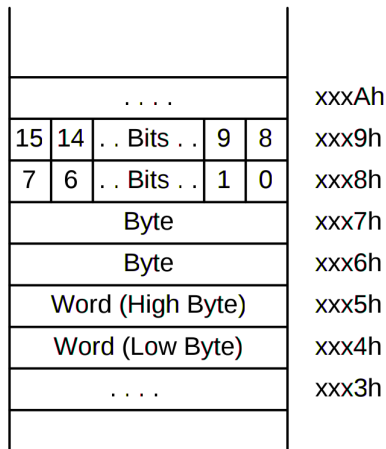 . . . . xxxAh
15 14 . . Bits . . 9 8 xxx9h
7 6 . . Bits . . 1 0 xxx8h
Byte xxx7h
Byte xxx6h
Word (High Byte) xxx5h
Word (Low Byte) xxx4h
. . . . xxx3h